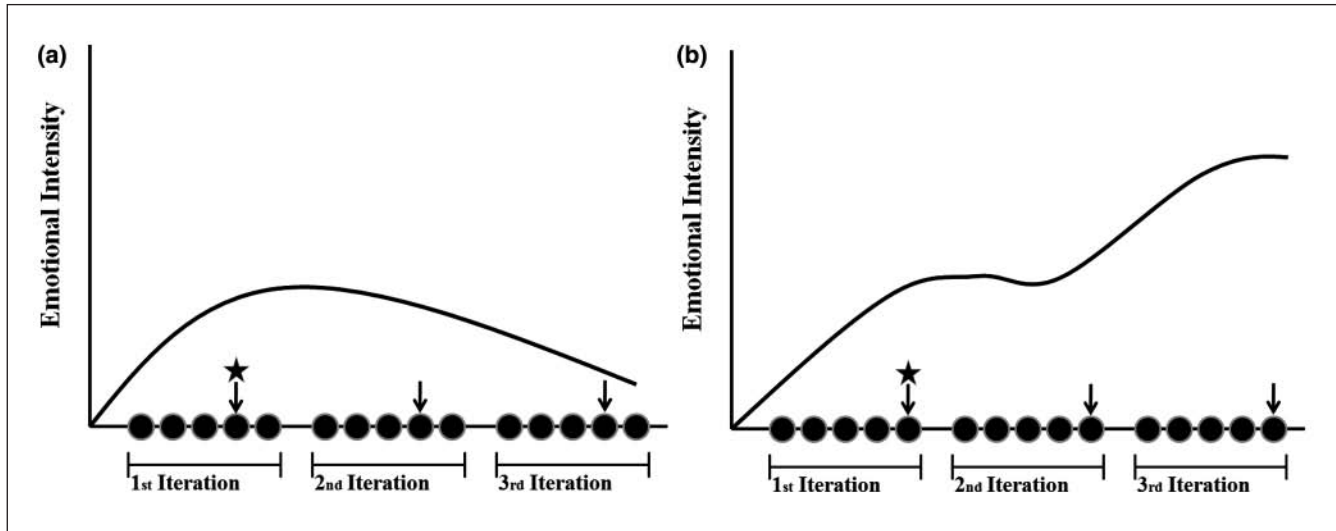 (a)
Emotional Intensity
1st Iteration
2nd Iteration
3rd Iteration
(b)
Emotional Intensity
1st Iteration
2nd Iteration
3rd Iteration